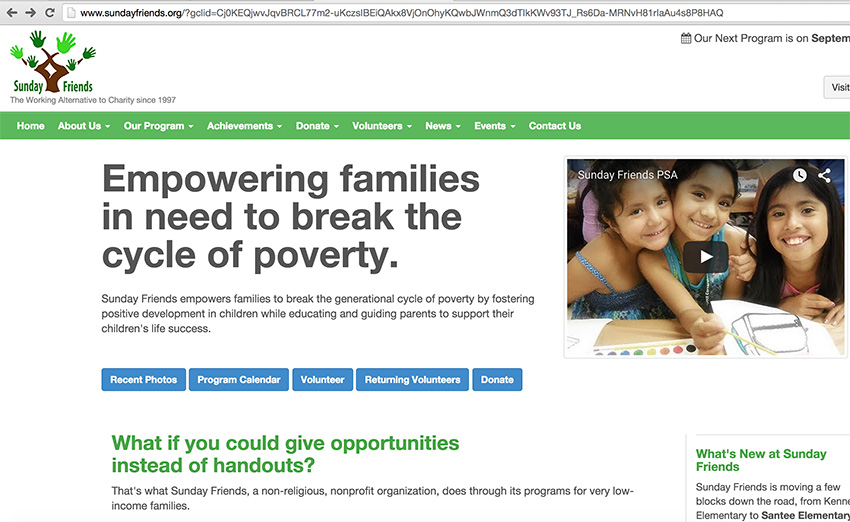 www.sundayfriends.org/?gclid=Cj0KEQjwvJqvBRCL77m2-uKczsIBEiQAkx8VjOnOhyKQwbJWnmQ3dTlkKWv93TJ_Rs6Da-MRNvH81rIaAu4s8P8HAQ
Our Next Program is on Septem
Sunday Friends
The Working Alternative to Charity since 1997
Visit
Home About Us Our Program Achievements Donate Volunteers News Events Contact Us
Empowering families
in need to break the
cycle of poverty.
Sunday Friends PSA
Sunday Friends empowers families to break the generational cycle of poverty by fostering
positive development in children while educating and guiding parents to support their
children's life success.
Recent Photos Program Calendar Volunteer Returning Volunteers Donate
What if you could give opportunities
instead of handouts?
That's what Sunday Friends, a non-religious, nonprofit organization, does through its programs for very low-
income families.
What's New at Sunday
Friends
Sunday Friends is moving a few
blocks down the road, from Kenne
Elementary to Santee Elementary